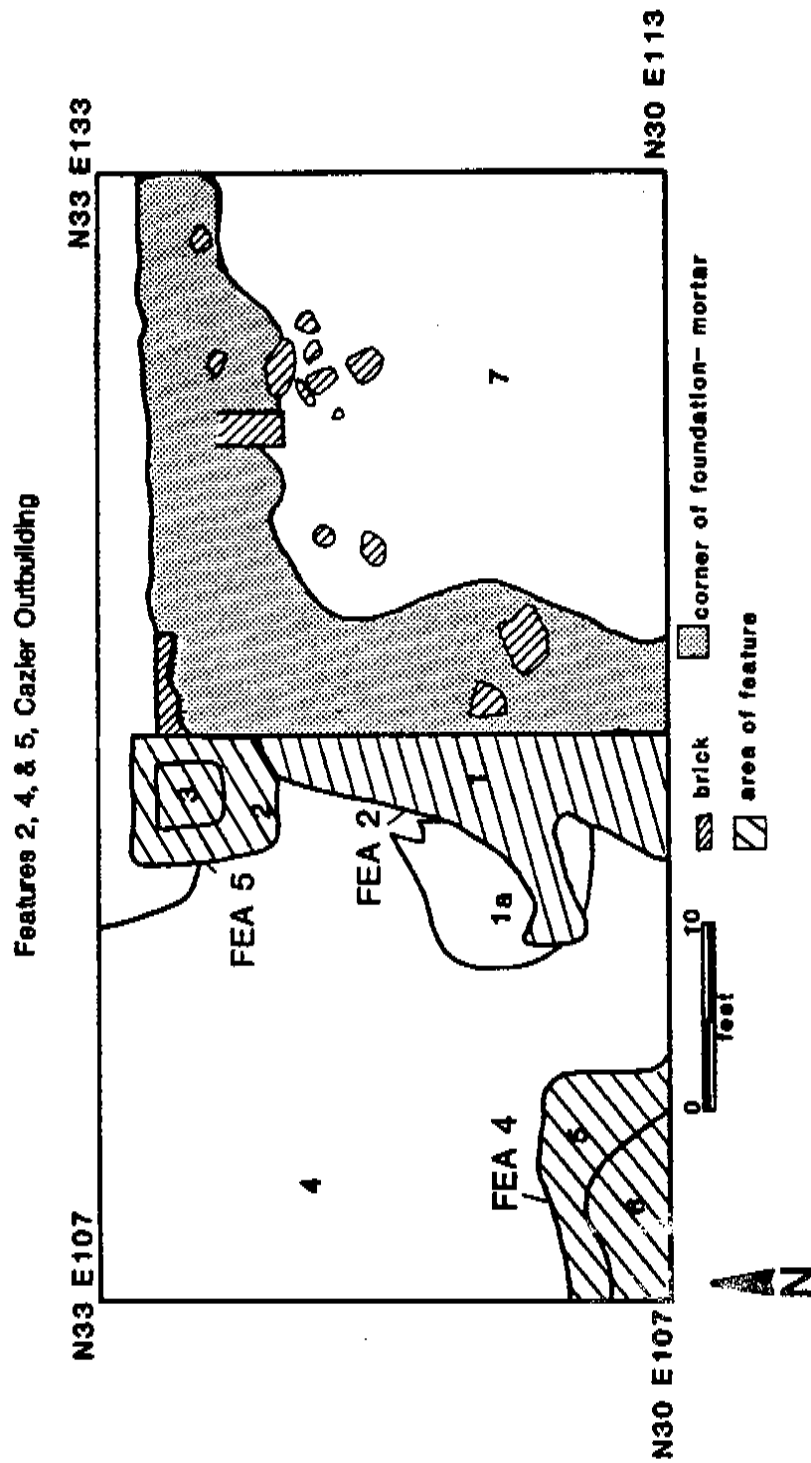 Features 2, 4, & 5, Cazier Outbuilding
N33 E107
N33 E133
3
2
FEA 5
4
FEA 2
1
1a
7
FEA 4
5
6
N30 E107
N30 E113
N
0 10
feet
brick
area of feature
corner of foundation- mortar